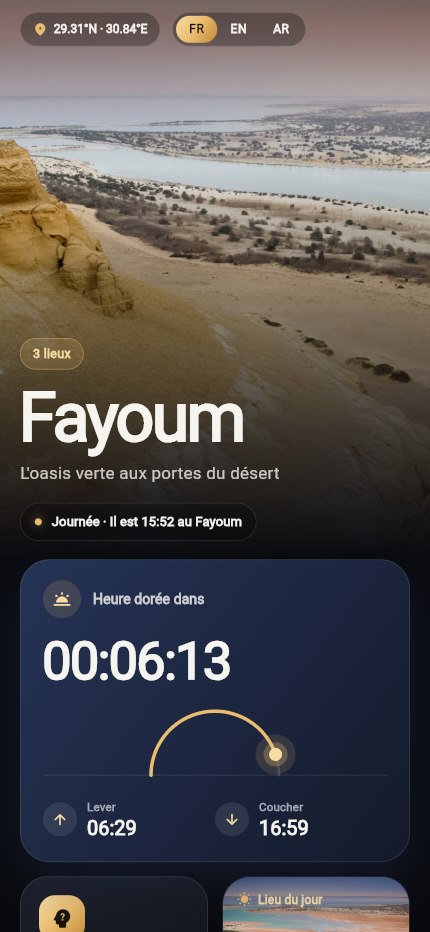 29.31°N · 30.84°E
FR EN AR
3 lieux
Fayoum
L'oasis verte aux portes du désert
Journée · Il est 15:52 au Fayoum
Heure dorée dans
00:06:13
Lever
06:29
Coucher
16:59
Lieu du jour